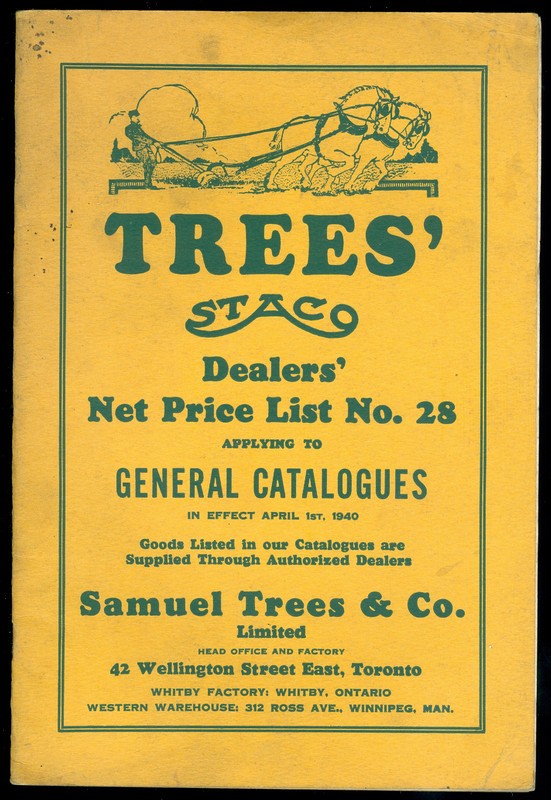 TREES'
STACO
Dealers'
Net Price List No. 28
APPLYING TO
GENERAL CATALOGUES
IN EFFECT APRIL 1ST, 1940
Goods Listed in our Catalogues are
Supplied Through Authorized Dealers
Samuel Trees & Co.
Limited
HEAD OFFICE AND FACTORY
42 Wellington Street East, Toronto
WHITBY FACTORY: WHITBY, ONTARIO
WESTERN WAREHOUSE: 312 ROSS AVE., WINNIPEG, MAN.